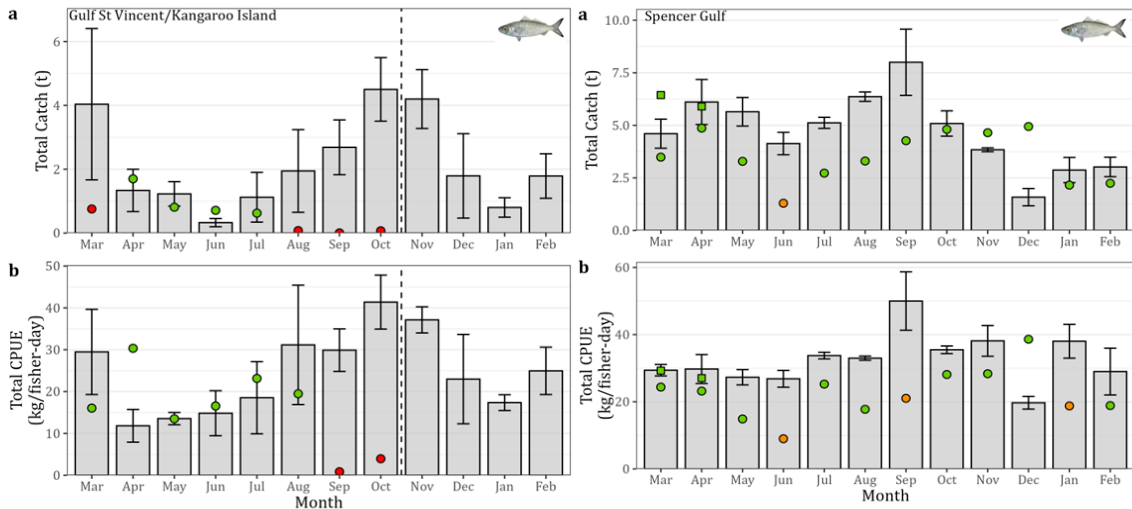 a
Gulf St Vincent/Kangaroo Island
Total Catch (t)
6
4
2
0
Mar Apr May Jun Jul Aug Sep Oct Nov Dec Jan Feb
b
Total CPUE
(kg/fisher-day)
50
40
30
20
10
0
Mar Apr May Jun Jul Aug Sep Oct Nov Dec Jan Feb
Month
a
Spencer Gulf
Total Catch (t)
10.0
7.5
5.0
2.5
0.0
Mar Apr May Jun Jul Aug Sep Oct Nov Dec Jan Feb
b
Total CPUE
(kg/fisher-day)
60
40
20
0
Mar Apr May Jun Jul Aug Sep Oct Nov Dec Jan Feb
Month